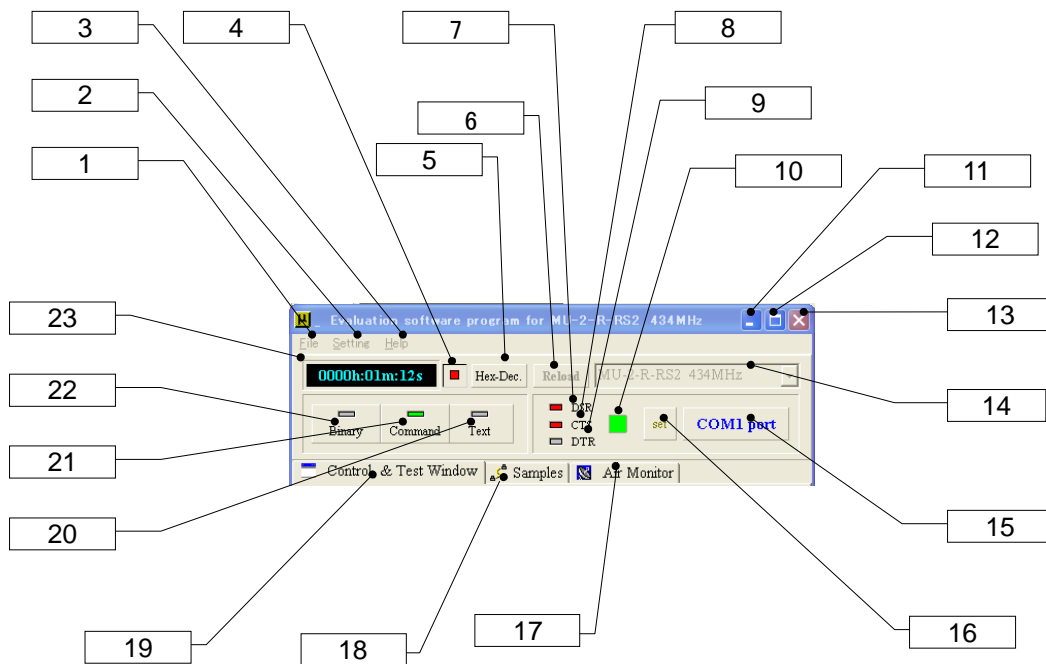 3
4
7
8
2
9
1
5
6
10
11
12
23
_ Evaluation software program for MU-2-R-RS2 434MHz
13
File Setting Help
0000h:01m:12s Hex-Dec. Reload MU-2-R-RS2 434MHz
22
14
DSR
Binary Command Text
CTS
set COM1 port
21
DTR
Control & Test Window Samples Air Monitor
20
15
19
18
17
16